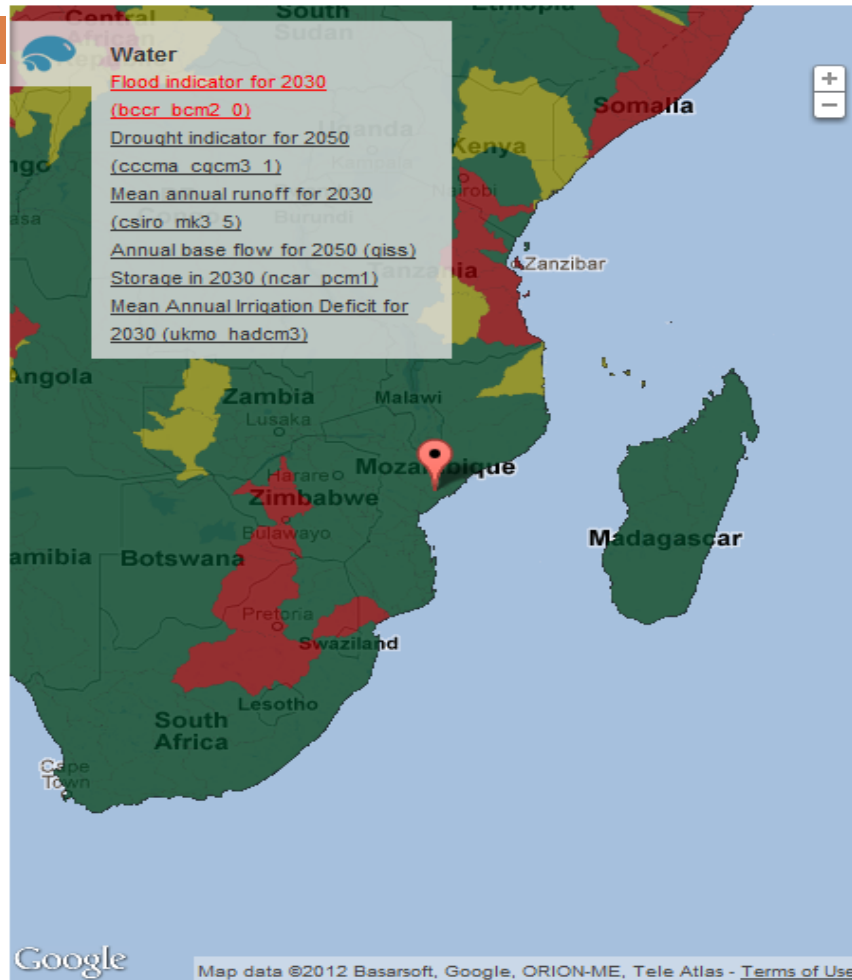 South
Sudan
Ethiopia
Central
African
Water
Flood indicator for 2030
(bccr_bcm2_0)
Drought indicator for 2050
(cccma_cgcm3_1)
Mean annual runoff for 2030
(csiro_mk3_5)
Annual base flow for 2050 (giss)
Storage in 2030 (ncar_pcm1)
Mean Annual Irrigation Deficit for
2030 (ukmo_hadcm3)
+
−
Somalia
Uganda
Kampala
Kenya
Nairobi
Burundi
Tanzania
Zanzibar
Angola
Zambia
Lusaka
Malawi
Mozambique
Harare
Zimbabwe
Bulawayo
Botswana
Madagascar
Pretoria
Swaziland
Lesotho
South
Africa
Cape
Town
Google
Map data ©2012 Basarsoft, Google, ORION-ME, Tele Atlas - Terms of Use